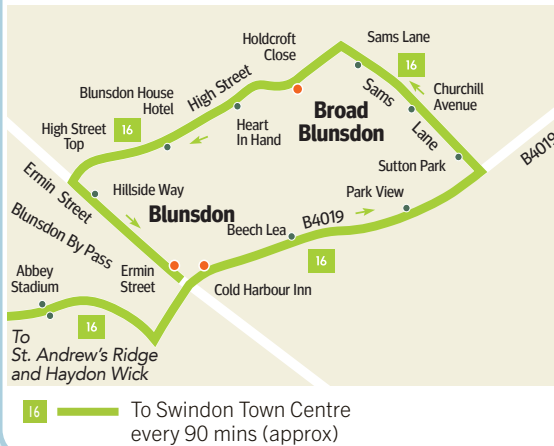 Holdcroft
Close
Sams Lane
16
Blunsdon House
Hotel
High Street
Sams
Lane
Churchill
Avenue
Broad
Blunsdon
Heart
In Hand
High Street
Top
16
B4019
Sutton Park
Ermin Street
Hillside Way
Park View
Blunsdon
B4019
Beech Lea
Blunsdon By Pass
16
Ermin
Street
Cold Harbour Inn
Abbey
Stadium
16
To
St. Andrew's Ridge
and Haydon Wick
16 To Swindon Town Centre
every 90 mins (approx)